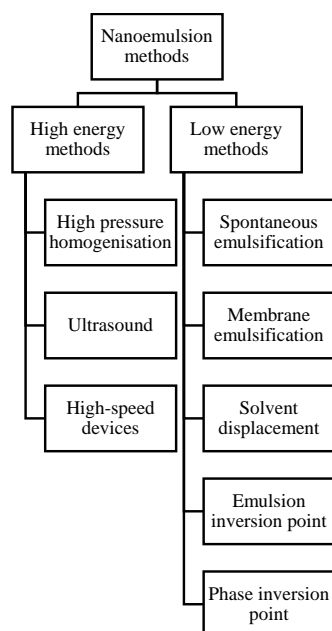 Nanoemulsion
methods
High energy
methods
High pressure
homogenisation
Ultrasound
High-speed
devices
Low energy
methods
Spontaneous
emulsification
Membrane
emulsification
Solvent
displacement
Emulsion
inversion point
Phase inversion
point